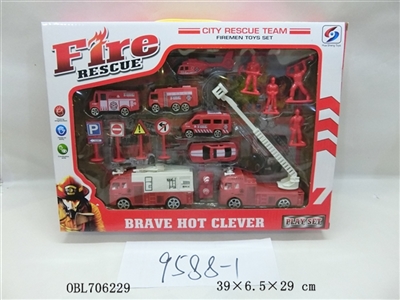 CITY RESCUE TEAM
FIREMEN TOYS SET
Fire
RESCUE
P
BRAVE HOT CLEVER
PLAY SET
9588-1
OBL706229
39×6.5×29 cm